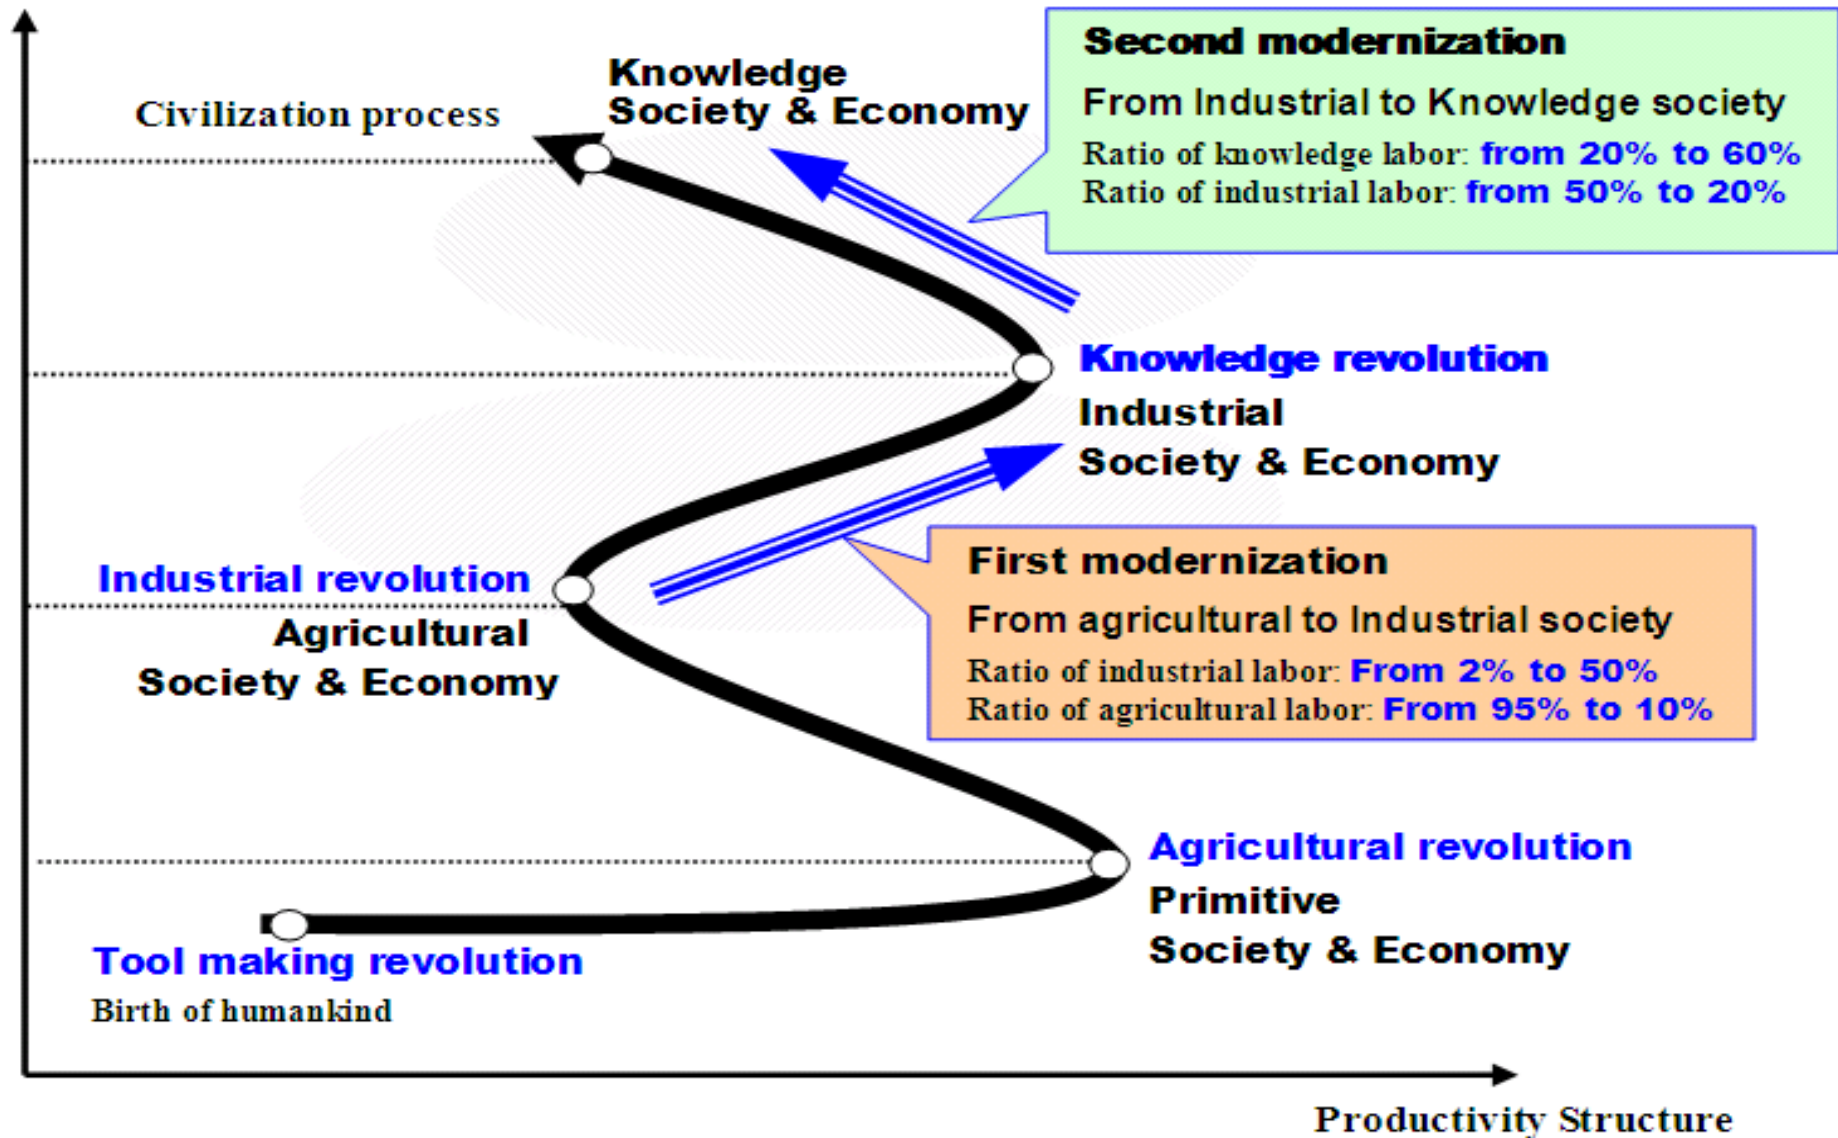 Second modernization
From Industrial to Knowledge society
Ratio of knowledge labor: from 20% to 60%
Ratio of industrial labor: from 50% to 20%
Knowledge
Society & Economy
Civilization process
Knowledge revolution
Industrial
Society & Economy
First modernization
From agricultural to Industrial society
Ratio of industrial labor: From 2% to 50%
Ratio of agricultural labor: From 95% to 10%
Industrial revolution
Agricultural
Society & Economy
Agricultural revolution
Primitive
Society & Economy
Tool making revolution
Birth of humankind
Productivity Structure